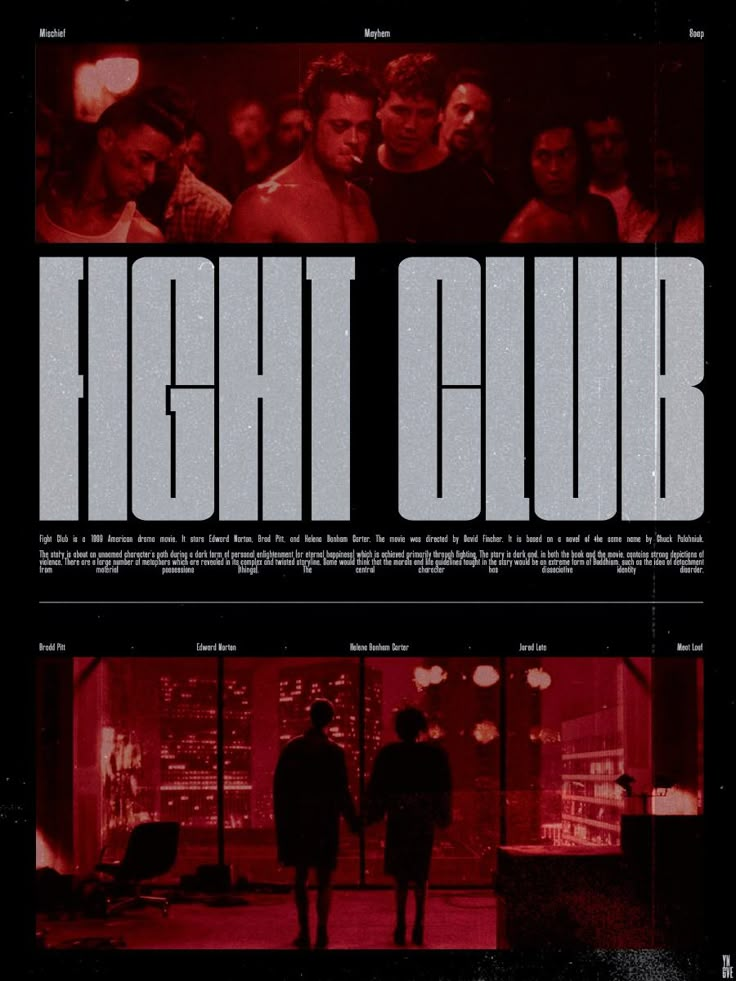 Mischief Mayhem Soap
FIGHT CLUB
Fight Club is a 1999 American drama movie. It stars Edward Norton, Brad Pitt, and Helena Bonham Carter. The movie was directed by David Fincher. It is based on a novel of the same name by Chuck Palahniuk.
The story is about an unnamed character's path during a dark form of personal enlightenment (or eternal happiness) which is achieved primarily through fighting. The story is dark and, in both the book and the movie, contains strong depictions of
violence. There are a large number of metaphors which are revealed in its complex and twisted storyline. Some would think that the morals and life guidelines taught in the story would be an extreme form of Buddhism, such as the idea of detachment
from material possessions (things). The central character has dissociative identity disorder.
Bradd Pitt Edward Norton Helena Bonham Carter Jared Leto Meat Loaf
YN
GVE